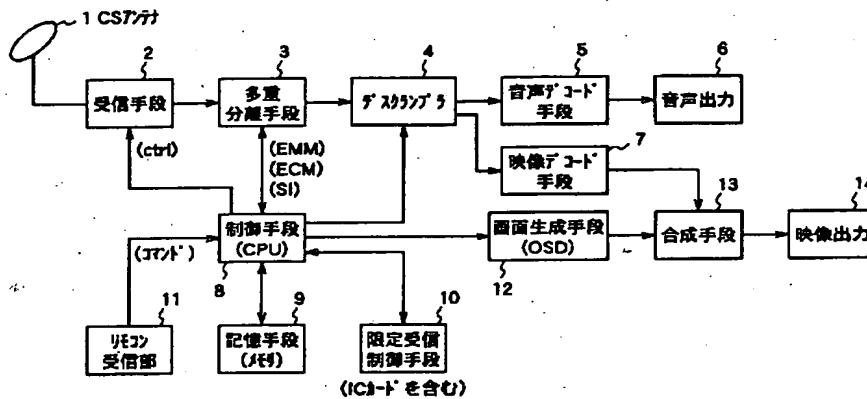 1 CSアンテナ
2
受信手段
3
多重
分離手段
4
デスクランブラ
5
音声デコード
手段
6
音声出力
(ctrl)
(EMM)
(ECM)
(SI)
7
映像デコード
手段
制御手段
(CPU)
8
(コマンド)
画面生成手段
(OSD)
12
13
合成手段
14
映像出力
11
リモコン
受信部
9
記憶手段
(メモリ)
10
限定受信
制御手段
(ICカードを含む)